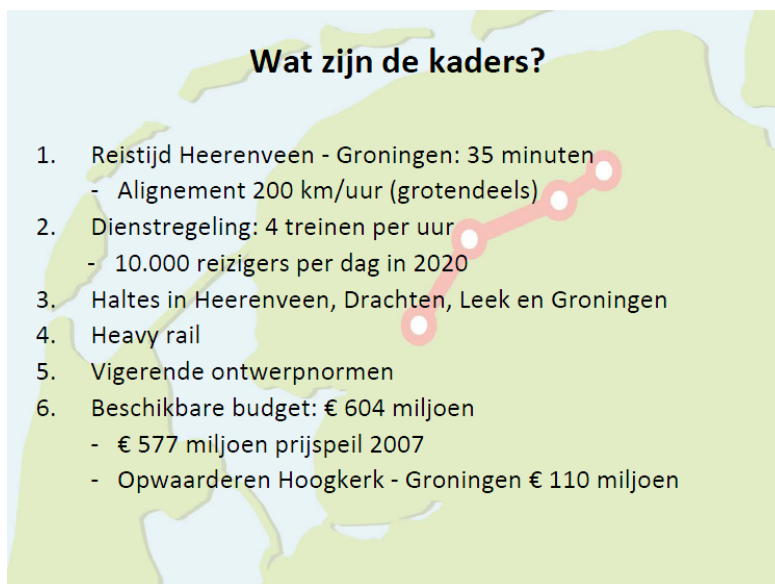 Wat zijn de kaders?
1. Reistijd Heerenveen - Groningen: 35 minuten
- Alignement 200 km/uur (grotendeels)
2. Dienstregeling: 4 treinen per uur
- 10.000 reizigers per dag in 2020
3. Haltes in Heerenveen, Drachten, Leek en Groningen
4. Heavy rail
5. Vigerende ontwerpnormen
6. Beschikbare budget: € 604 miljoen
- € 577 miljoen prijspeil 2007
- Opwaarderen Hoogkerk - Groningen € 110 miljoen